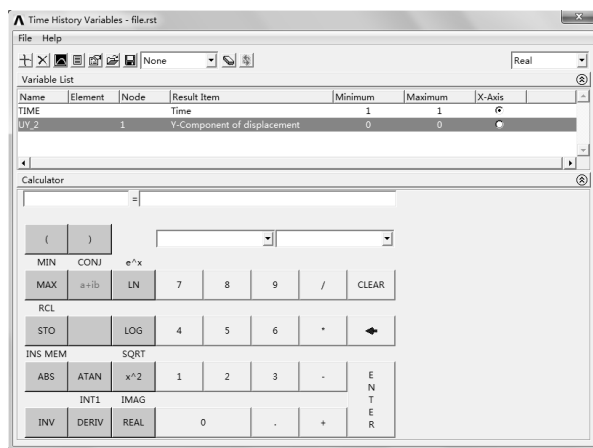 Time History Variables - file.rst
x
File Help
None Real
Variable List
Name Element Node Result Item Minimum Maximum X-Axis
TIME Time 1 1
UY_2 1 Y-Component of displacement 0 0
Calculator
=
( )
MIN CONJ e^x
MAX a+ib LN 7 8 9 / CLEAR
RCL
STO LOG 4 5 6 *
INS MEM SQRT
ABS ATAN x^2 1 2 3 - ENTER
INT1 IMAG
INV DERIV REAL 0 . +